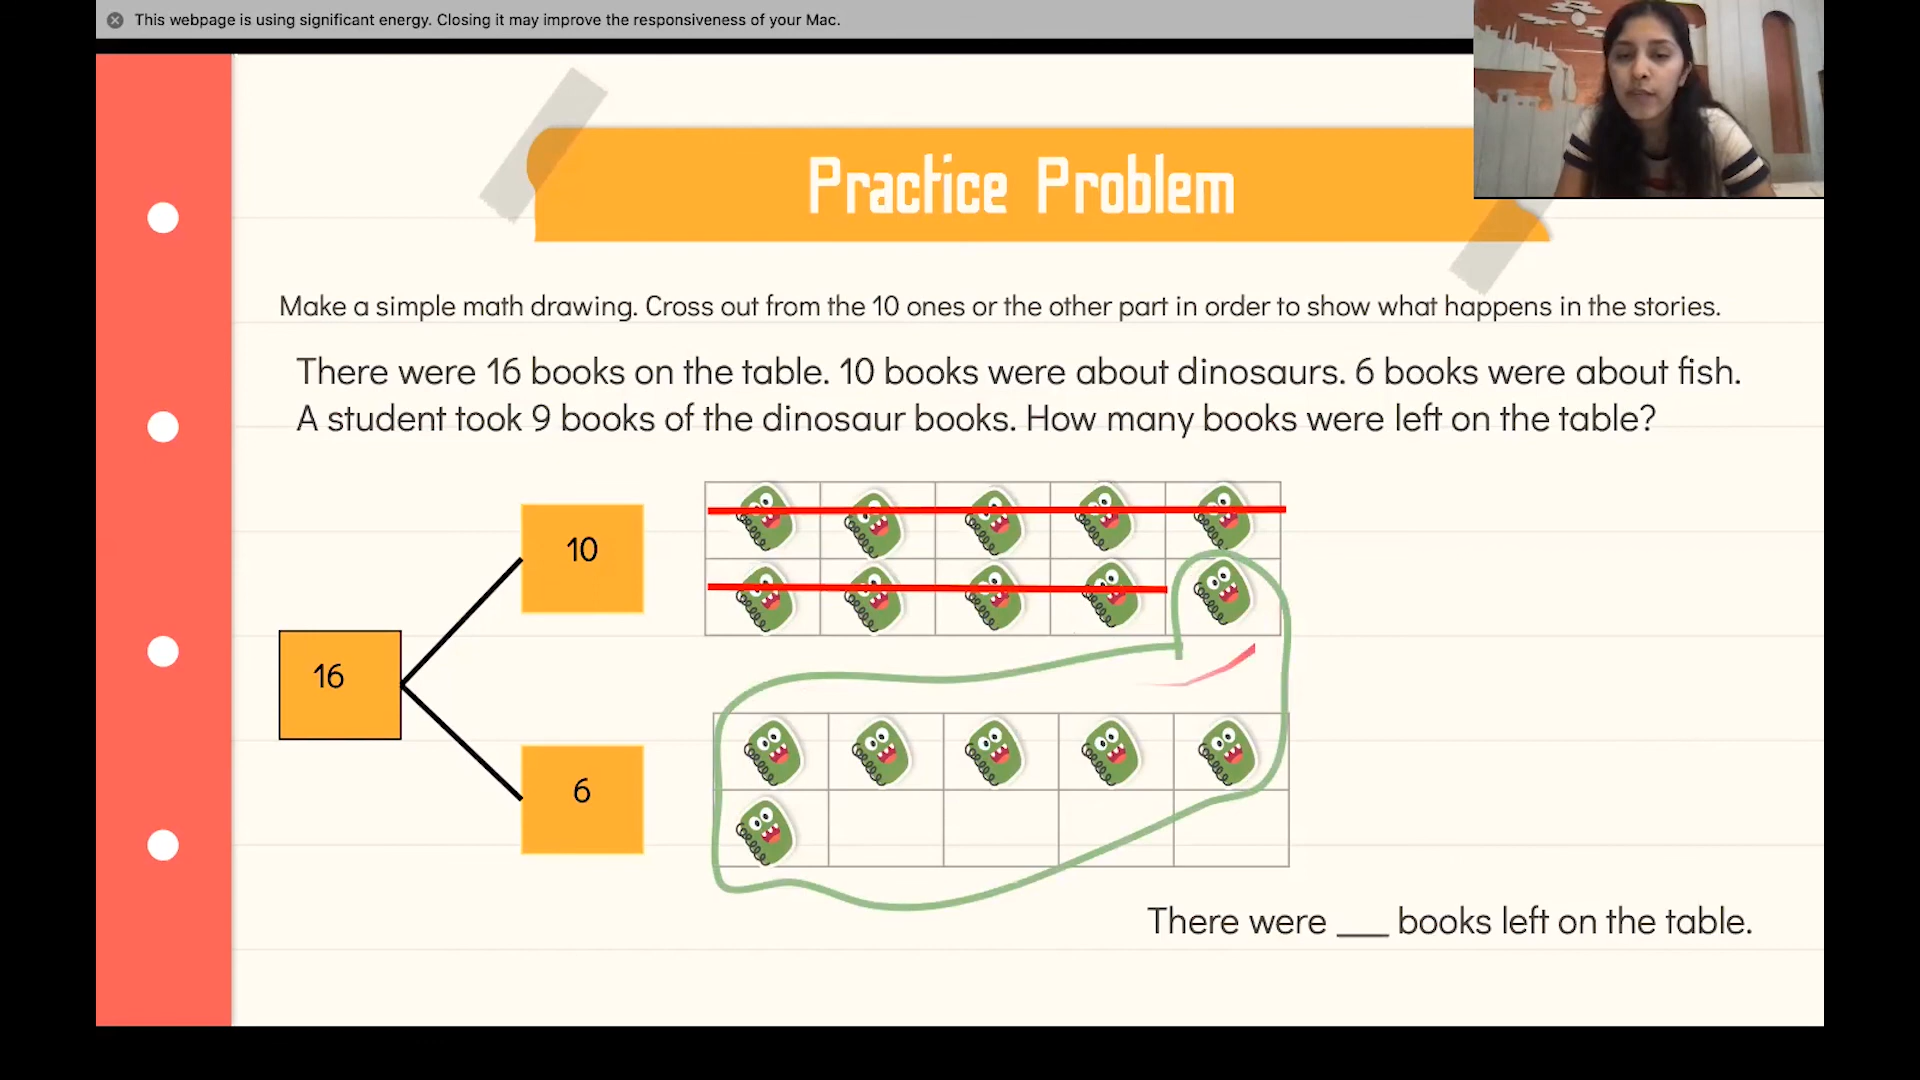 This webpage is using significant energy. Closing it may improve the responsiveness of your Mac.
Practice Problem
Make a simple math drawing. Cross out from the 10 ones or the other part in order to show what happens in the stories.
There were 16 books on the table. 10 books were about dinosaurs. 6 books were about fish.
A student took 9 books of the dinosaur books. How many books were left on the table?
10
16
6
There were ___ books left on the table.